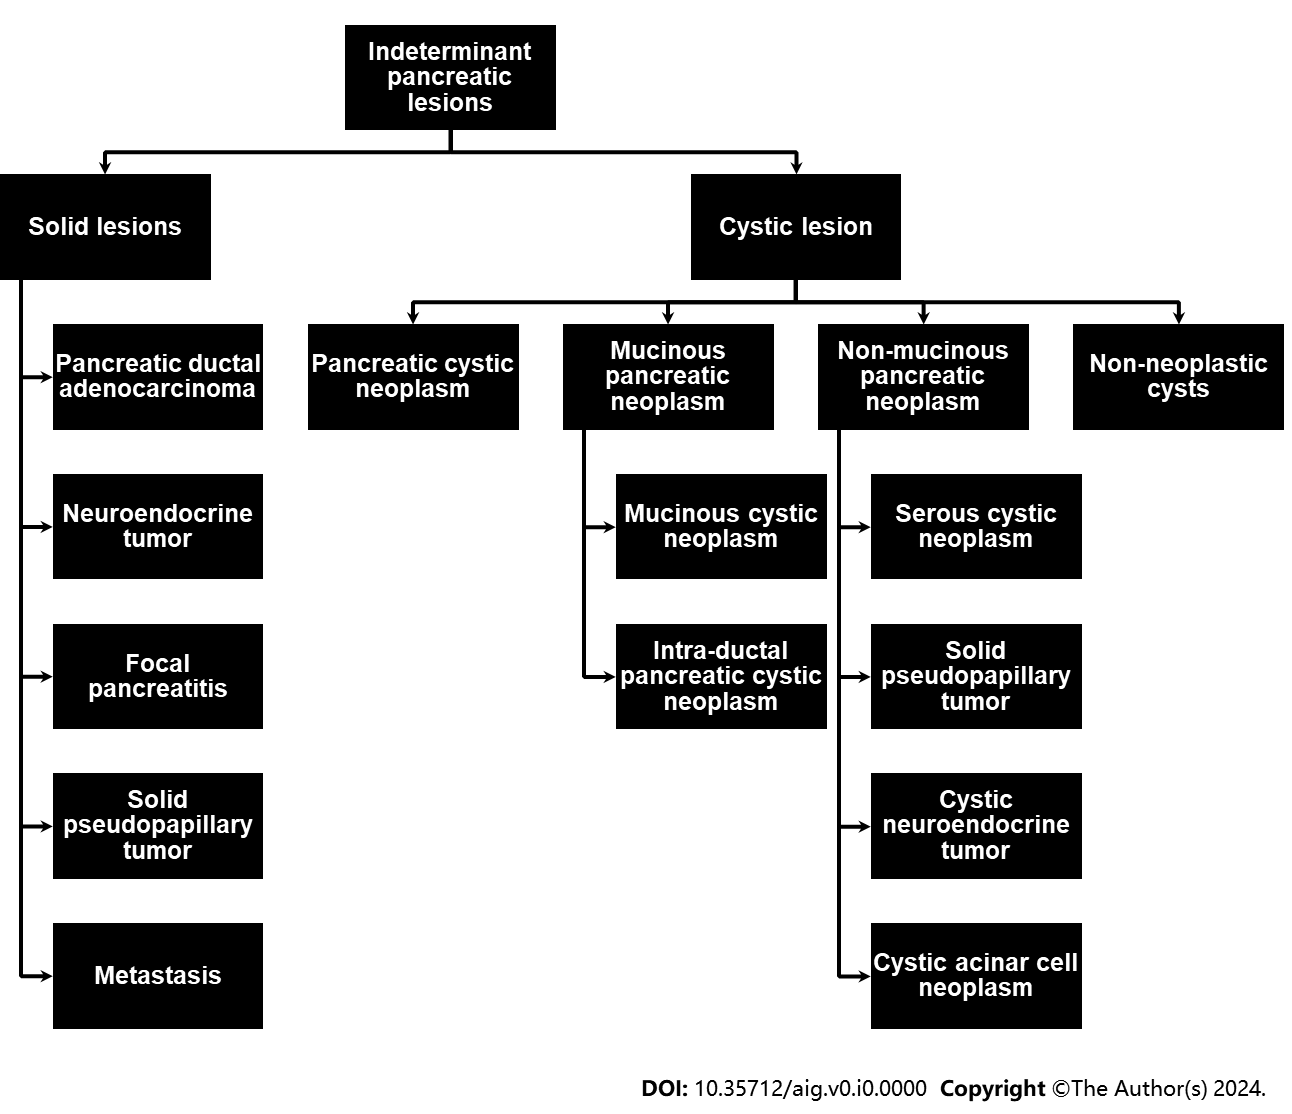 Indeterminant
pancreatic
lesions
Solid lesions
Cystic lesion
Pancreatic ductal
adenocarcinoma
Pancreatic cystic
neoplasm
Mucinous
pancreatic
neoplasm
Non-mucinous
pancreatic
neoplasm
Non-neoplastic
cysts
Neuroendocrine
tumor
Mucinous cystic
neoplasm
Serous cystic
neoplasm
Focal
pancreatitis
Intra-ductal
pancreatic cystic
neoplasm
Solid
pseudopapillary
tumor
Solid
pseudopapillary
tumor
Cystic
neuroendocrine
tumor
Metastasis
Cystic acinar cell
neoplasm
DOI: 10.35712/aig.v0.i0.0000 Copyright ©The Author(s) 2024.